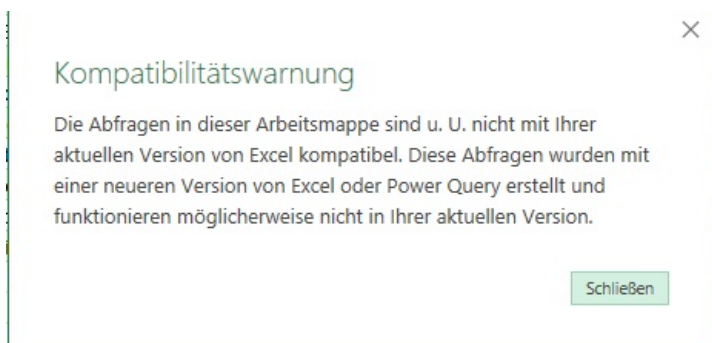 Kompatibilitätswarnung
Die Abfragen in dieser Arbeitsmappe sind u. U. nicht mit Ihrer
aktuellen Version von Excel kompatibel. Diese Abfragen wurden mit
einer neueren Version von Excel oder Power Query erstellt und
funktionieren möglicherweise nicht in Ihrer aktuellen Version.
Schließen